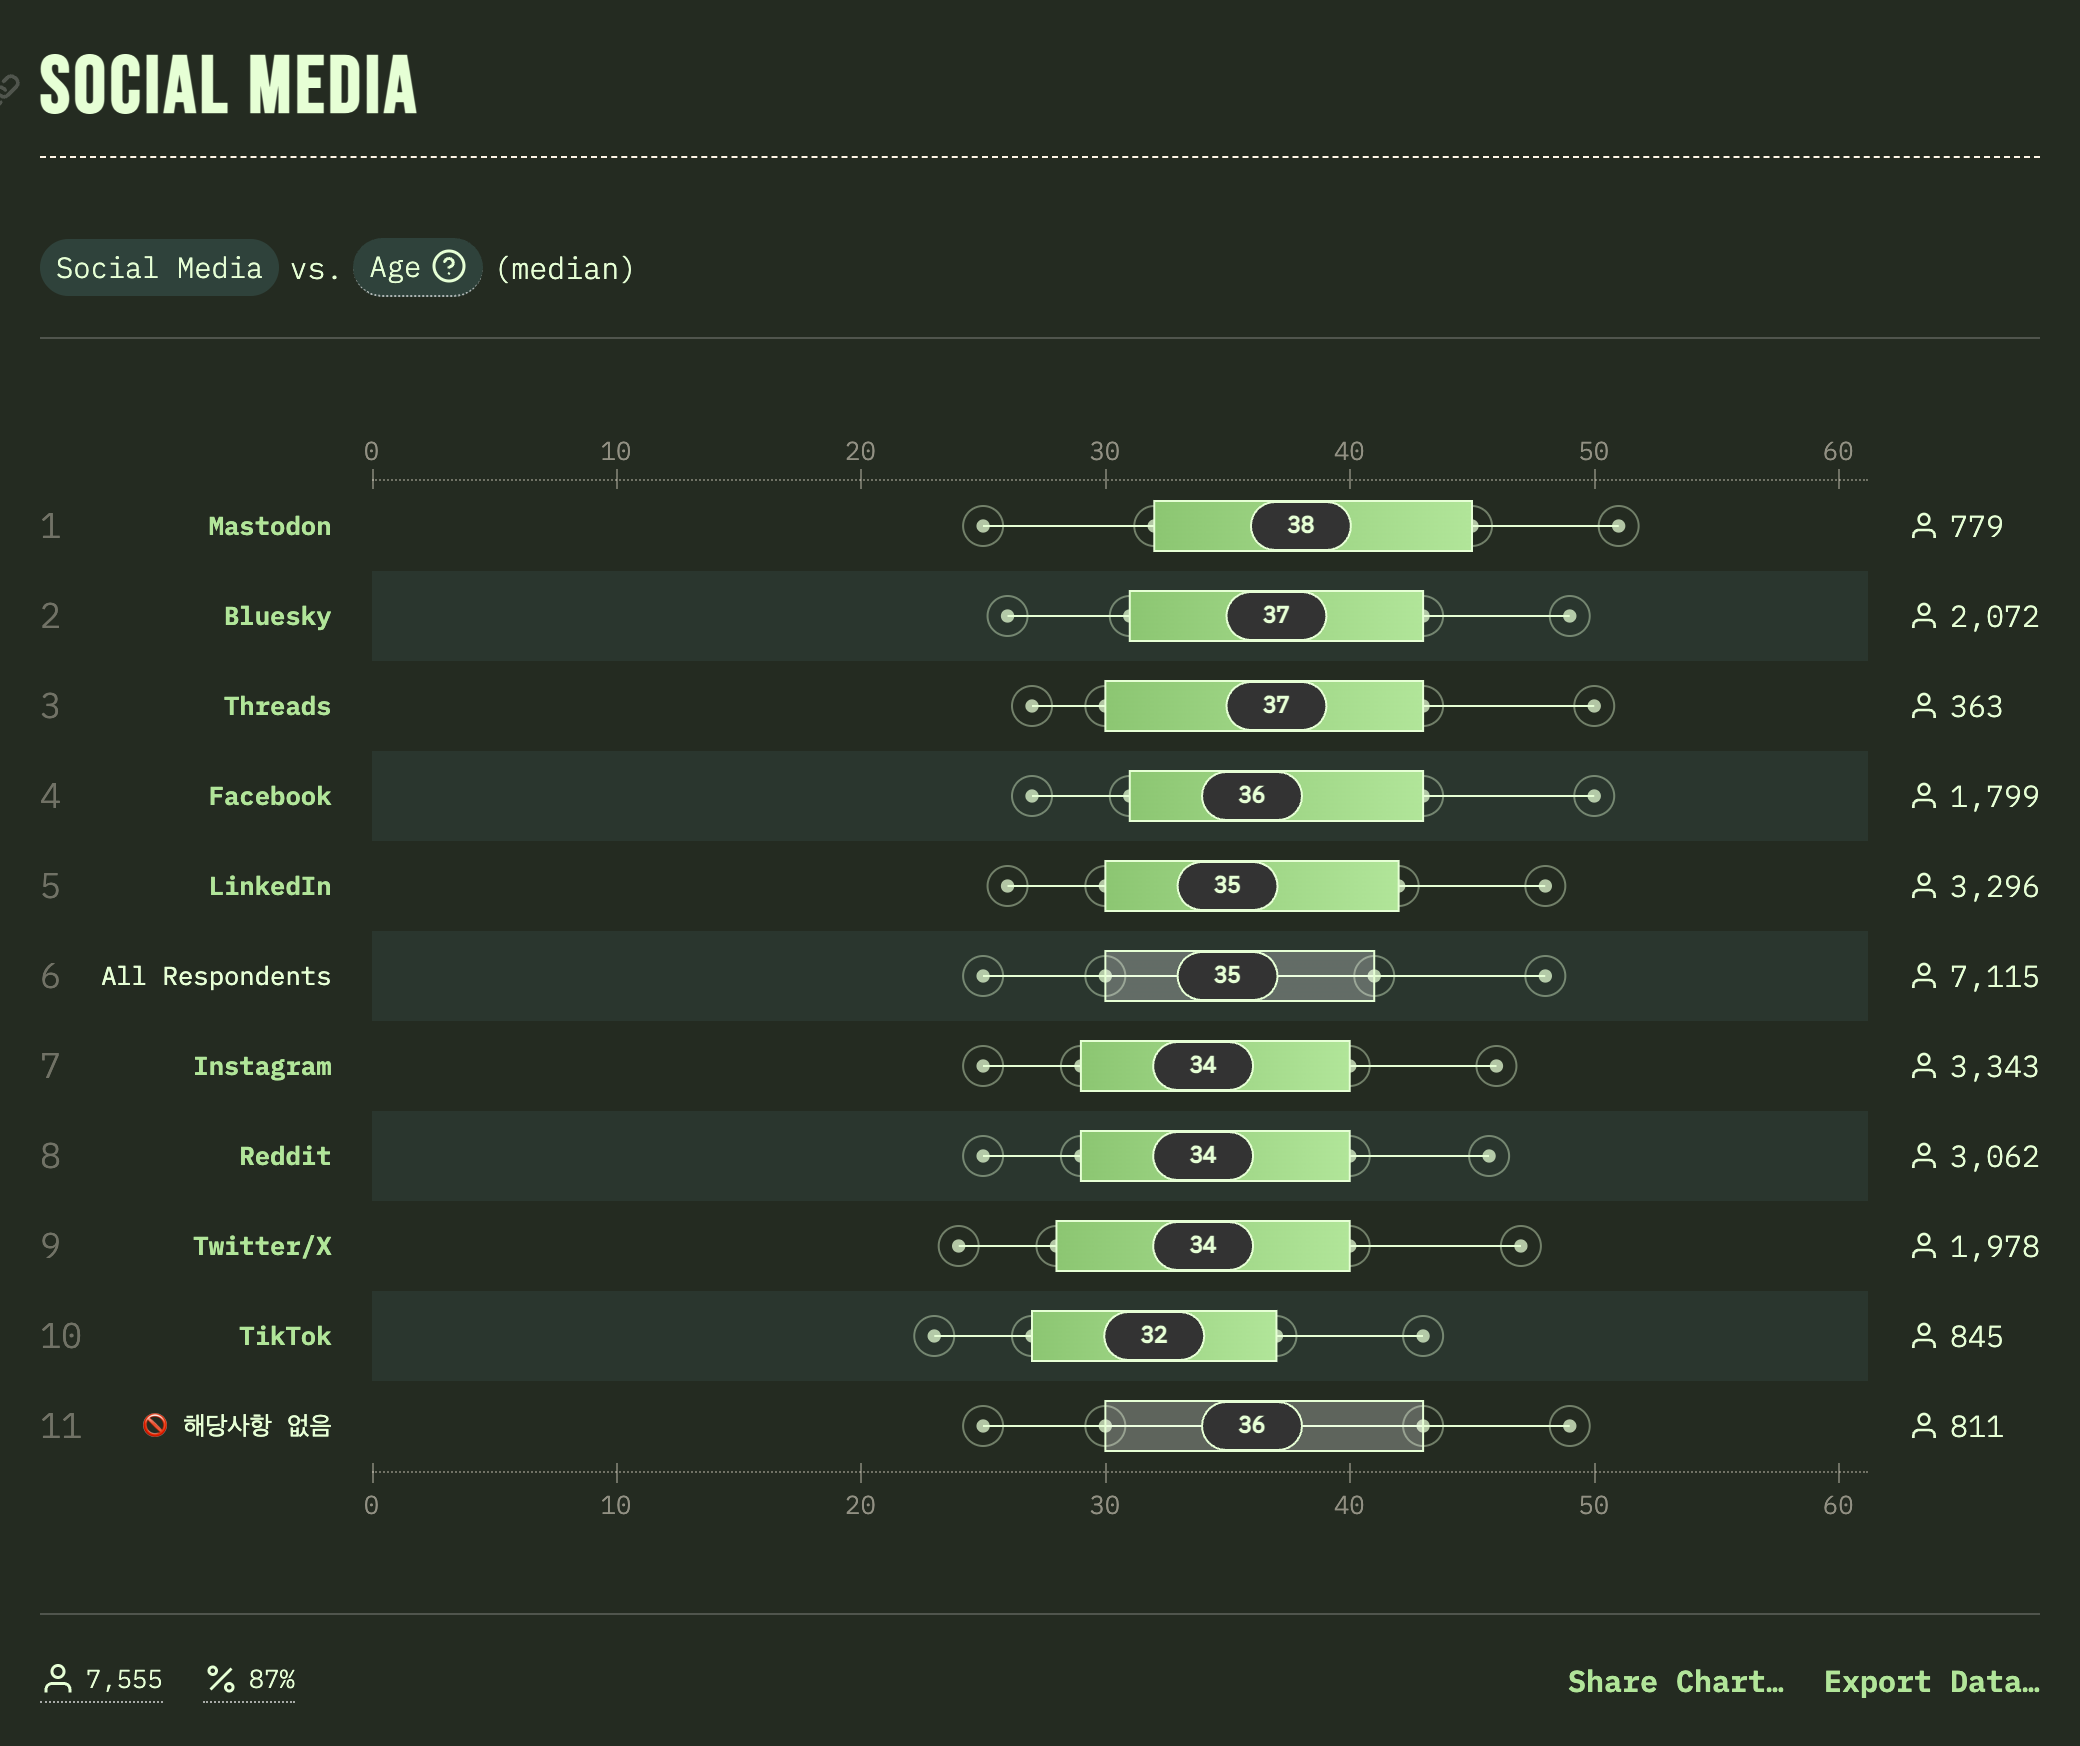 SOCIAL MEDIA
Social Media vs. Age (median)
0 10 20 30 40 50 60
1 Mastodon 38 779
2 Bluesky 37 2,072
3 Threads 37 363
4 Facebook 36 1,799
5 LinkedIn 35 3,296
6 All Respondents 35 7,115
7 Instagram 34 3,343
8 Reddit 34 3,062
9 Twitter/X 34 1,978
10 TikTok 32 845
11 해당사항 없음 36 811
0 10 20 30 40 50 60
7,555 87% Share Chart… Export Data…